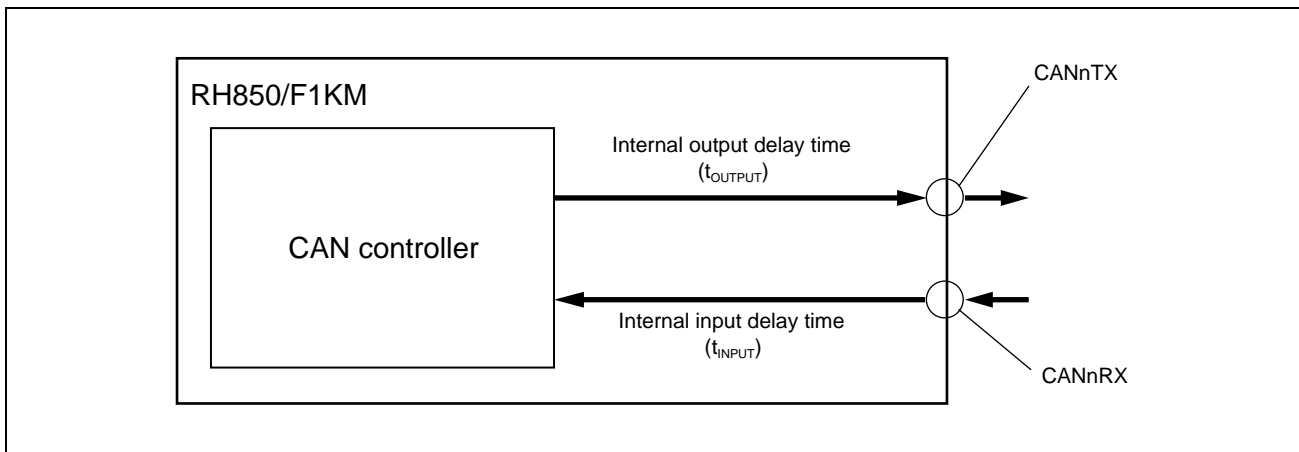 RH850/F1KM
CAN controller
Internal output delay time
(tOUTPUT)
Internal input delay time
(tINPUT)
CANnTX
CANnRX